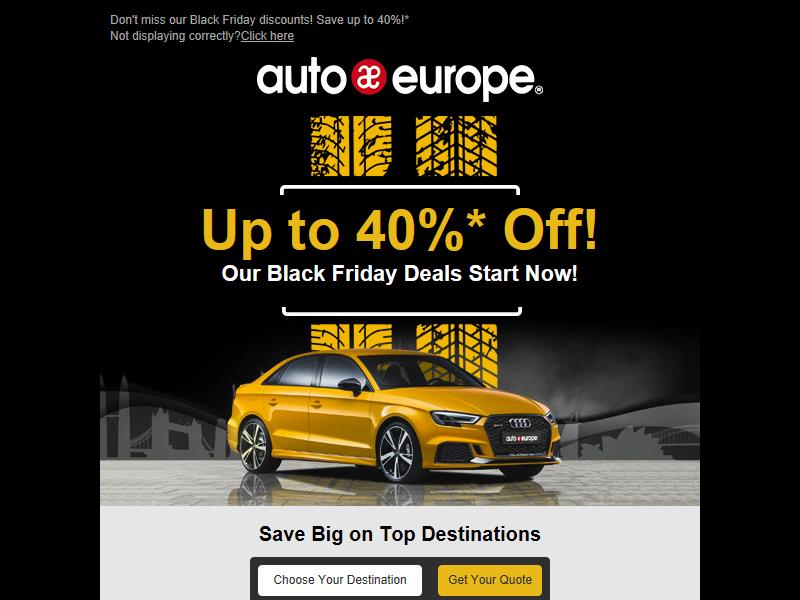 Don't miss our Black Friday discounts! Save up to 40%!*
Not displaying correctly?Click here
auto æ europe®
Up to 40%* Off!
Our Black Friday Deals Start Now!
auto æ europe
Save Big on Top Destinations
Choose Your Destination
Get Your Quote